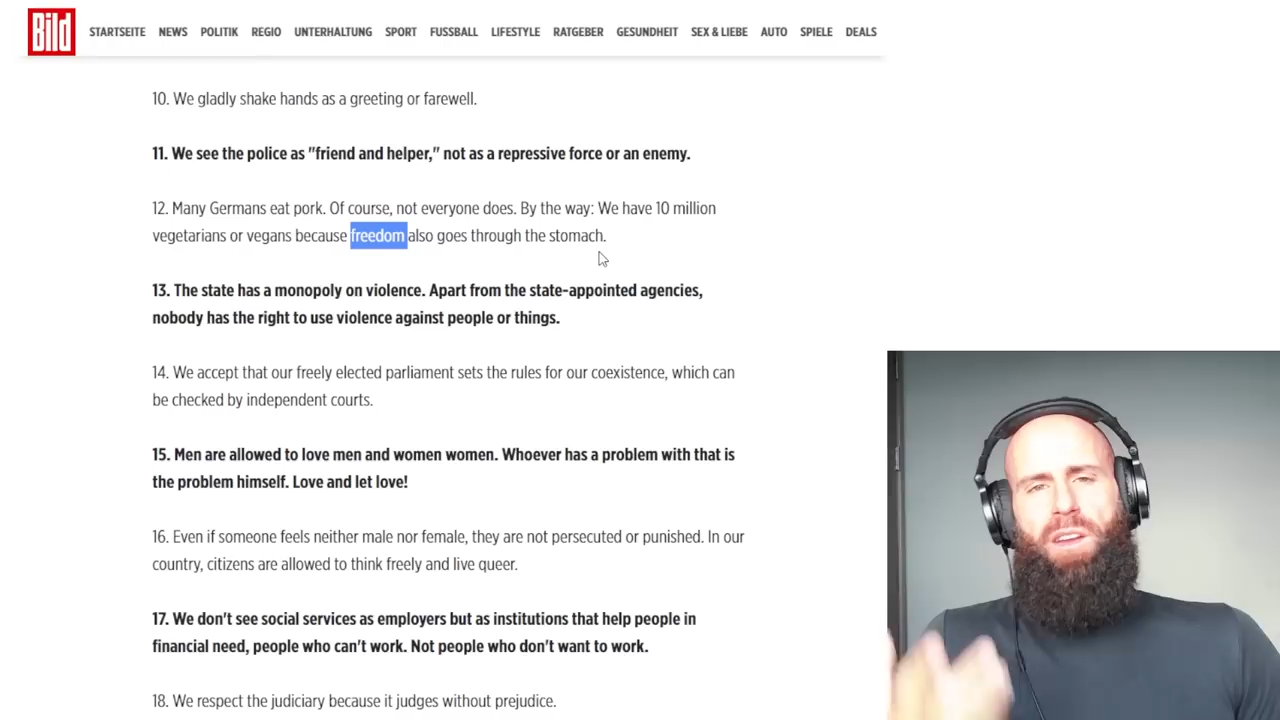 Bild STARTSEITE NEWS POLITIK REGIO UNTERHALTUNG SPORT FUSSBALL LIFESTYLE RATGEBER GESUNDHEIT SEX & LIEBE AUTO SPIELE DEALS
10. We gladly shake hands as a greeting or farewell.
11. We see the police as "friend and helper," not as a repressive force or an enemy.
12. Many Germans eat pork. Of course, not everyone does. By the way: We have 10 million
vegetarians or vegans because freedom also goes through the stomach.
13. The state has a monopoly on violence. Apart from the state-appointed agencies,
nobody has the right to use violence against people or things.
14. We accept that our freely elected parliament sets the rules for our coexistence, which can
be checked by independent courts.
15. Men are allowed to love men and women women. Whoever has a problem with that is
the problem himself. Love and let love!
16. Even if someone feels neither male nor female, they are not persecuted or punished. In our
country, citizens are allowed to think freely and live queer.
17. We don't see social services as employers but as institutions that help people in
financial need, people who can't work. Not people who don't want to work.
18. We respect the judiciary because it judges without prejudice.